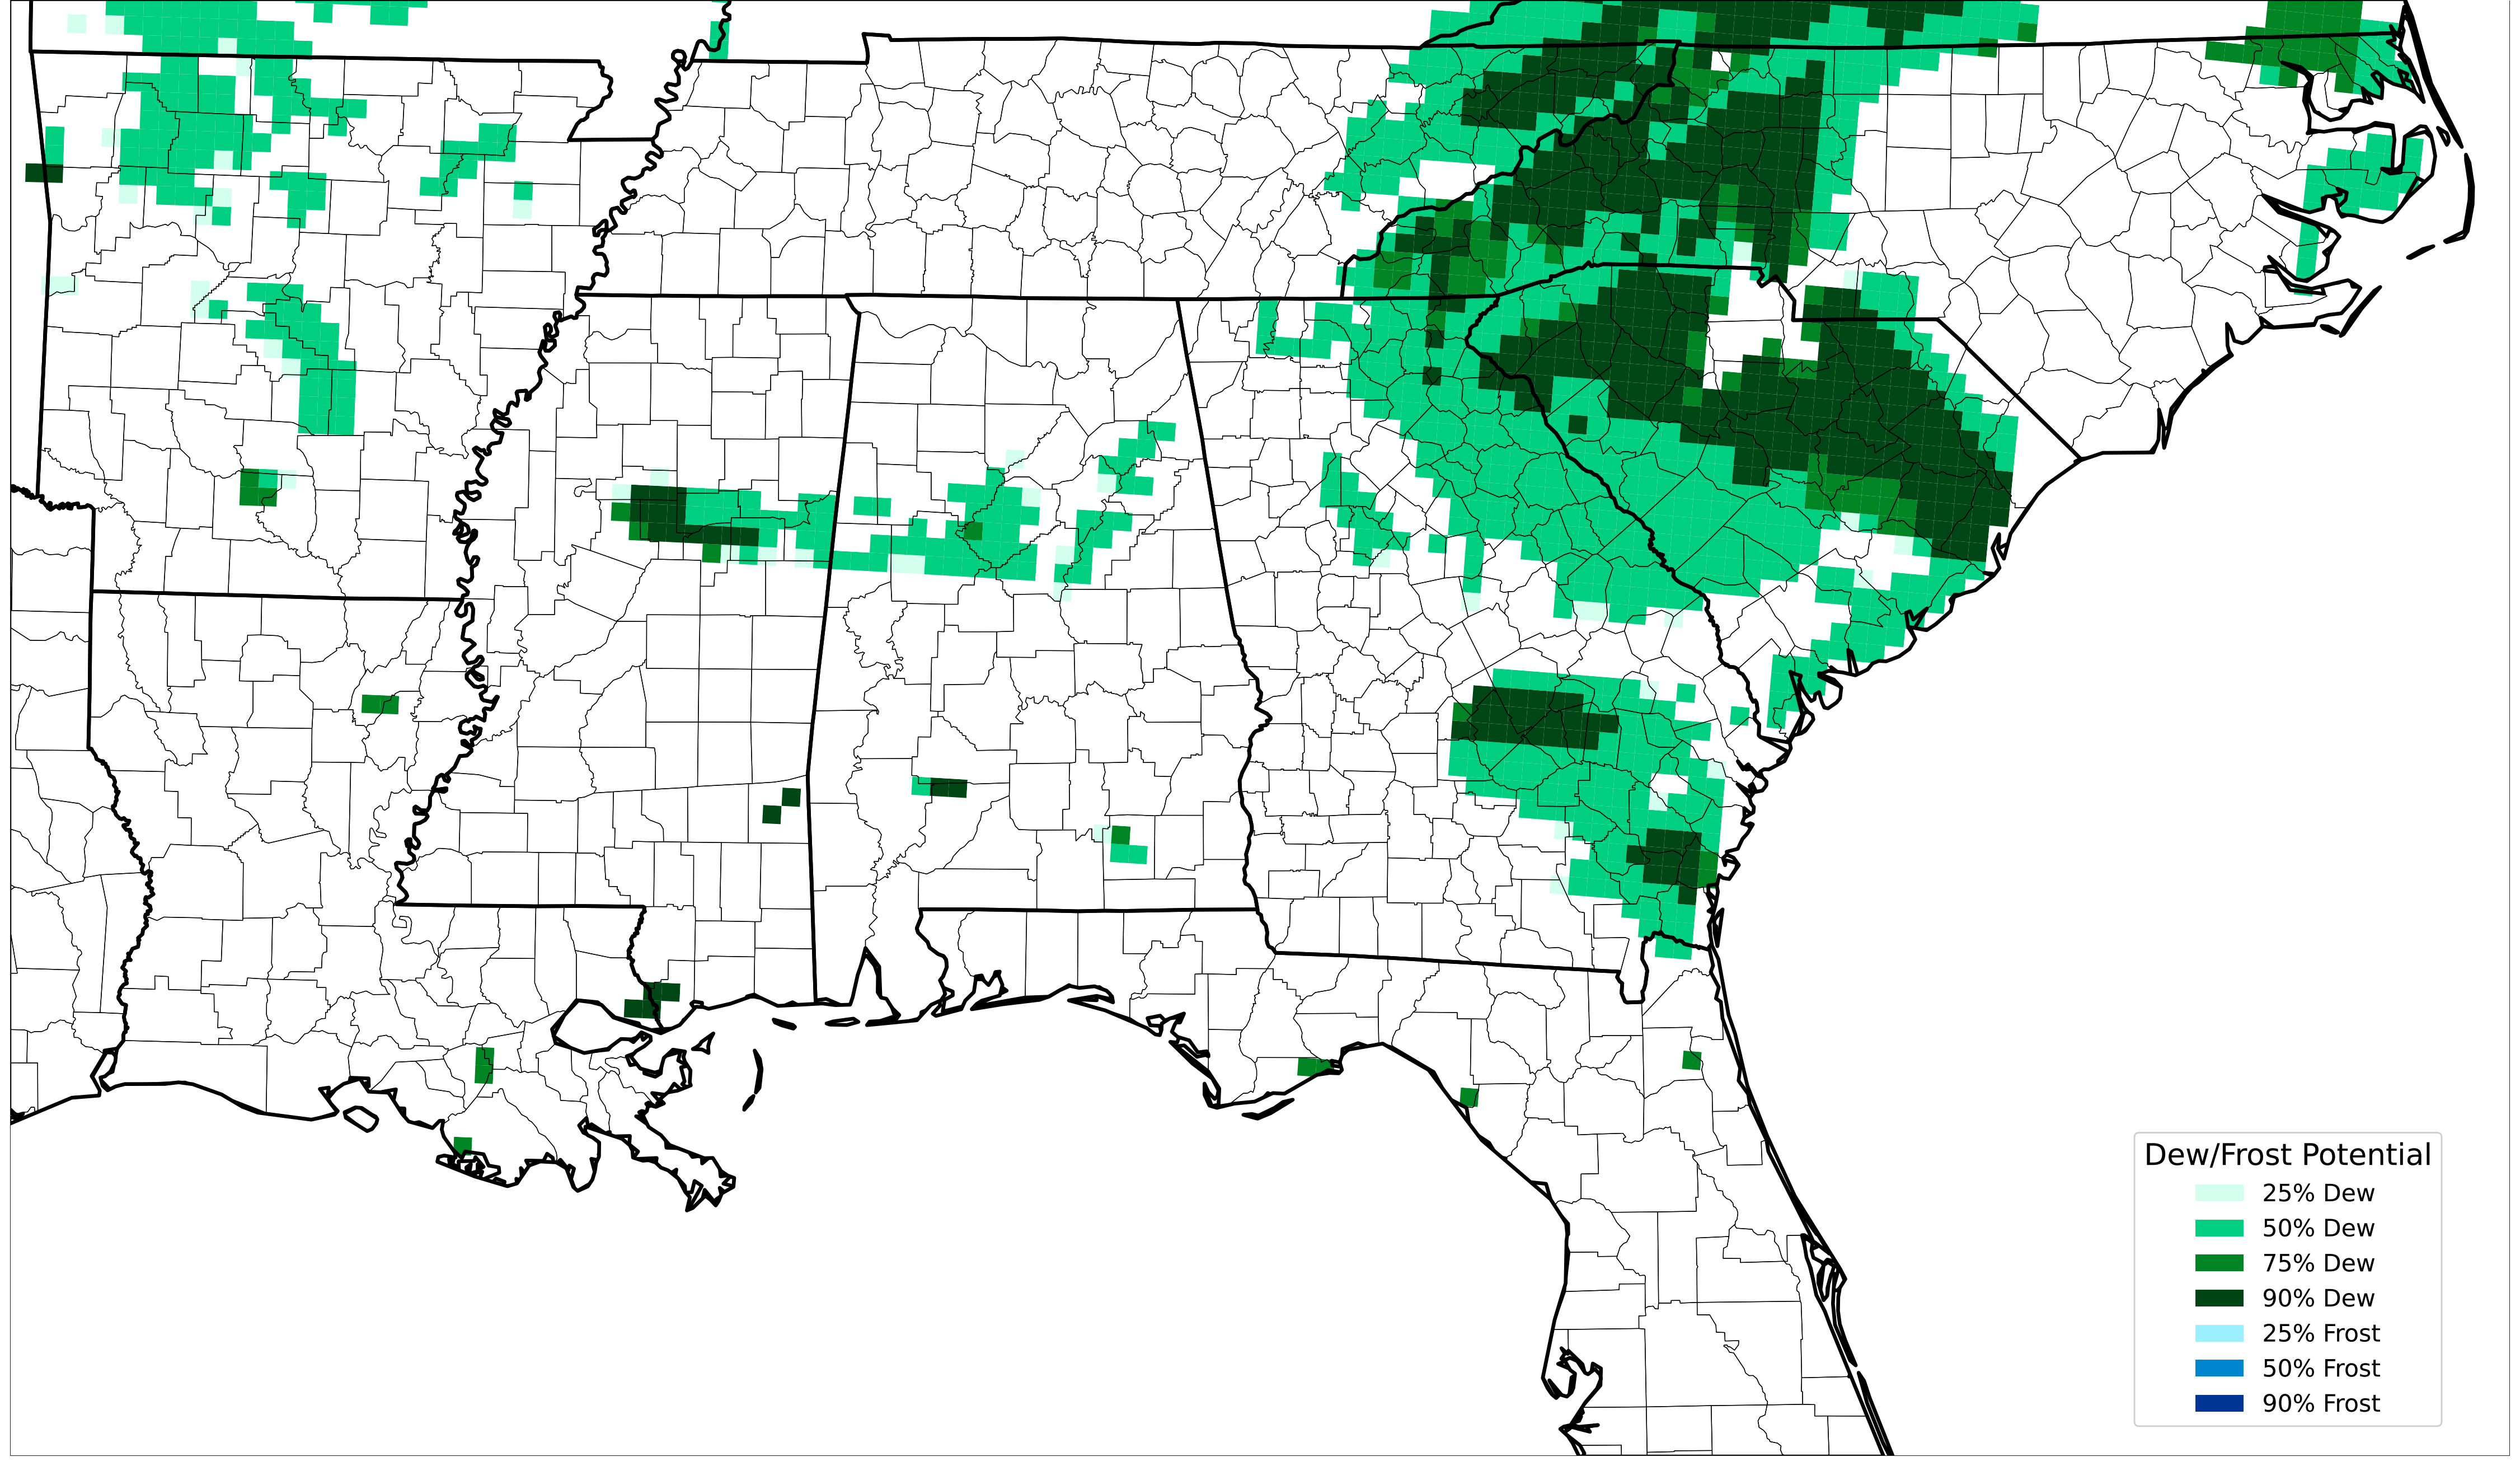 Dew/Frost Potential
25% Dew
50% Dew
75% Dew
90% Dew
25% Frost
50% Frost
90% Frost